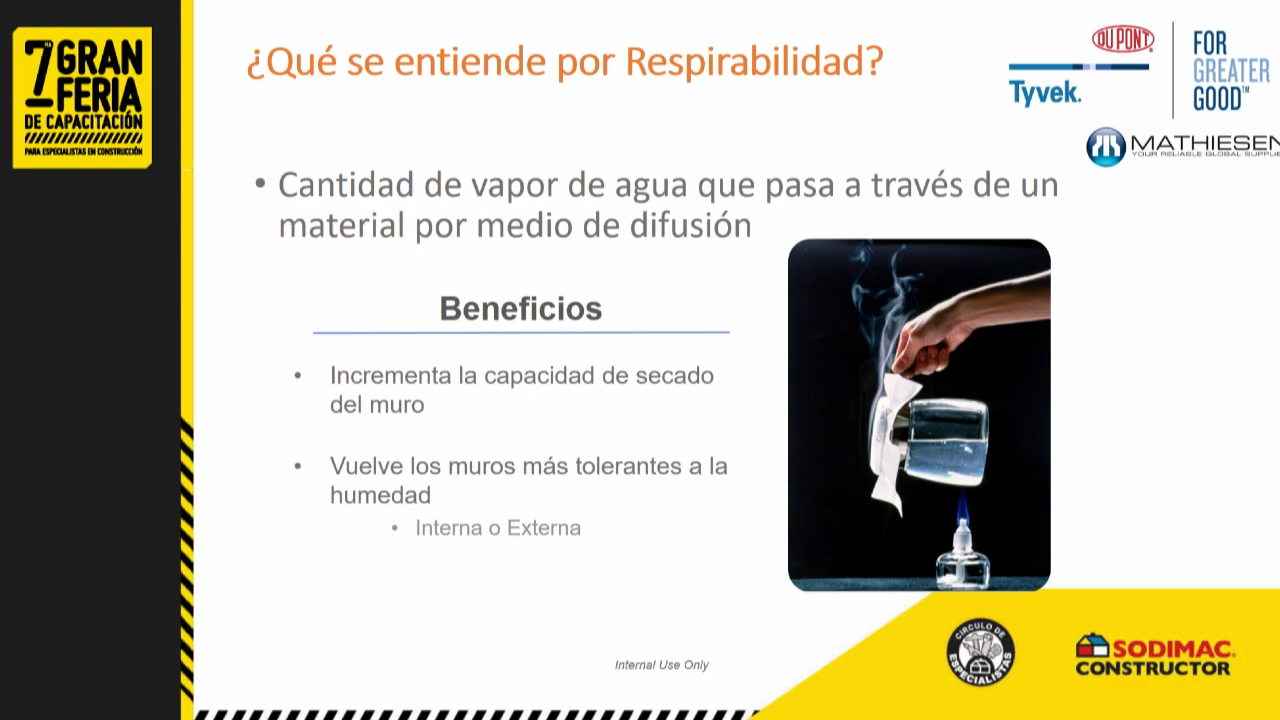 7MA GRAN
FERIA
DE CAPACITACIÓN
PARA ESPECIALISTAS EN CONSTRUCCIÓN
¿Qué se entiende por Respirabilidad?
DU PONT
Tyvek.
FOR
GREATER
GOOD™
MATHIESEN
YOUR RELIABLE GLOBAL SUPPLIE
• Cantidad de vapor de agua que pasa a través de un
material por medio de difusión
Beneficios
• Incrementa la capacidad de secado
del muro
• Vuelve los muros más tolerantes a la
humedad
• Interna o Externa
Internal Use Only
CÍRCULO DE
ESPECIALISTAS
SODIMAC®
CONSTRUCTOR